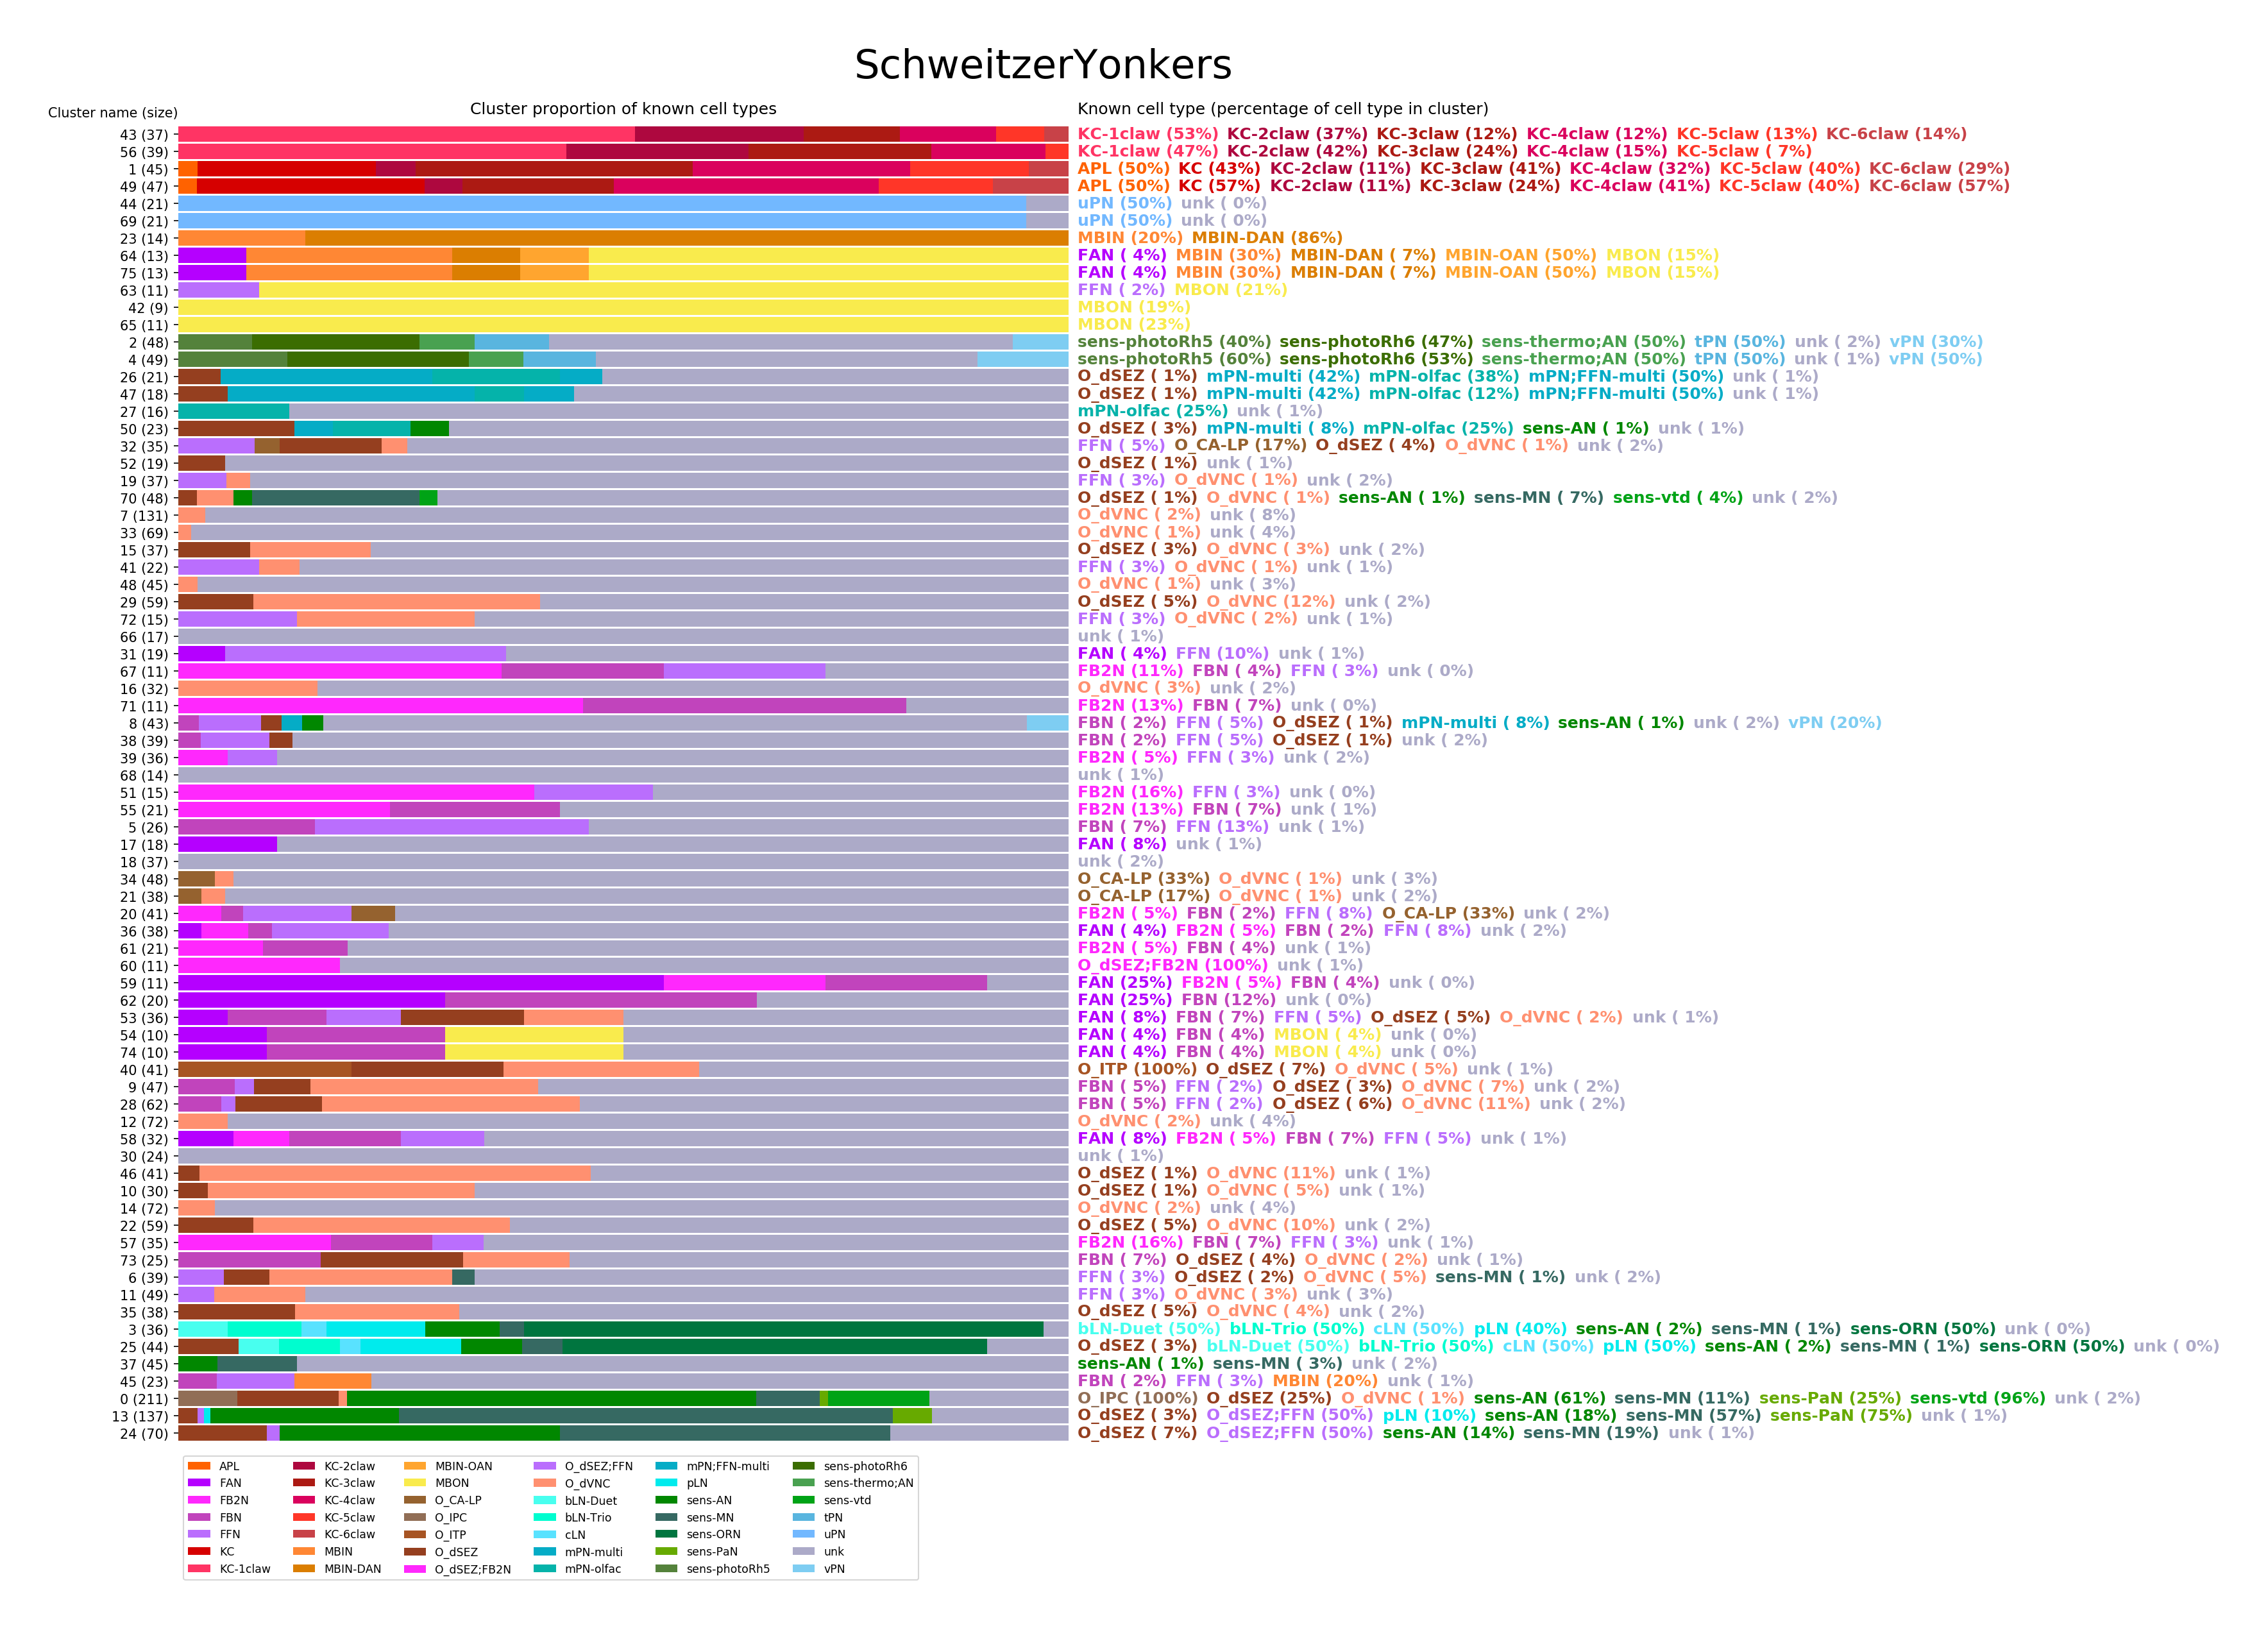 SchweitzerYonkers
Cluster name (size) Cluster proportion of known cell types Known cell type (percentage of cell type in cluster)
43 (37) KC-1claw (53%) KC-2claw (37%) KC-3claw (12%) KC-4claw (12%) KC-5claw (13%) KC-6claw (14%)
56 (39) KC-1claw (47%) KC-2claw (42%) KC-3claw (24%) KC-4claw (15%) KC-5claw ( 7%)
1 (45) APL (50%) KC (43%) KC-2claw (11%) KC-3claw (41%) KC-4claw (32%) KC-5claw (40%) KC-6claw (29%)
49 (47) APL (50%) KC (57%) KC-2claw (11%) KC-3claw (24%) KC-4claw (41%) KC-5claw (40%) KC-6claw (57%)
44 (21) uPN (50%) unk ( 0%)
69 (21) uPN (50%) unk ( 0%)
23 (14) MBIN (20%) MBIN-DAN (86%)
64 (13) FAN ( 4%) MBIN (30%) MBIN-DAN ( 7%) MBIN-OAN (50%) MBON (15%)
75 (13) FAN ( 4%) MBIN (30%) MBIN-DAN ( 7%) MBIN-OAN (50%) MBON (15%)
63 (11) FFN ( 2%) MBON (21%)
42 (9) MBON (19%)
65 (11) MBON (23%)
2 (48) sens-photoRh5 (40%) sens-photoRh6 (47%) sens-thermo;AN (50%) tPN (50%) unk ( 2%) vPN (30%)
4 (49) sens-photoRh5 (60%) sens-photoRh6 (53%) sens-thermo;AN (50%) tPN (50%) unk ( 1%) vPN (50%)
26 (21) O_dSEZ ( 1%) mPN-multi (42%) mPN-olfac (38%) mPN;FFN-multi (50%) unk ( 1%)
47 (18) O_dSEZ ( 1%) mPN-multi (42%) mPN-olfac (12%) mPN;FFN-multi (50%) unk ( 1%)
27 (16) mPN-olfac (25%) unk ( 1%)
50 (23) O_dSEZ ( 3%) mPN-multi ( 8%) mPN-olfac (25%) sens-AN ( 1%) unk ( 1%)
32 (35) FFN ( 5%) O_CA-LP (17%) O_dSEZ ( 4%) O_dVNC ( 1%) unk ( 2%)
52 (19) O_dSEZ ( 1%) unk ( 1%)
19 (37) FFN ( 3%) O_dVNC ( 1%) unk ( 2%)
70 (48) O_dSEZ ( 1%) O_dVNC ( 1%) sens-AN ( 1%) sens-MN ( 7%) sens-vtd ( 4%) unk ( 2%)
7 (131) O_dVNC ( 2%) unk ( 8%)
33 (69) O_dVNC ( 1%) unk ( 4%)
15 (37) O_dSEZ ( 3%) O_dVNC ( 3%) unk ( 2%)
41 (22) FFN ( 3%) O_dVNC ( 1%) unk ( 1%)
48 (45) O_dVNC ( 1%) unk ( 3%)
29 (59) O_dSEZ ( 5%) O_dVNC (12%) unk ( 2%)
72 (15) FFN ( 3%) O_dVNC ( 2%) unk ( 1%)
66 (17) unk ( 1%)
31 (19) FAN ( 4%) FFN (10%) unk ( 1%)
67 (11) FB2N (11%) FBN ( 4%) FFN ( 3%) unk ( 0%)
16 (32) O_dVNC ( 3%) unk ( 2%)
71 (11) FB2N (13%) FBN ( 7%) unk ( 0%)
8 (43) FBN ( 2%) FFN ( 5%) O_dSEZ ( 1%) mPN-multi ( 8%) sens-AN ( 1%) unk ( 2%) vPN (20%)
38 (39) FBN ( 2%) FFN ( 5%) O_dSEZ ( 1%) unk ( 2%)
39 (36) FB2N ( 5%) FFN ( 3%) unk ( 2%)
68 (14) unk ( 1%)
51 (15) FB2N (16%) FFN ( 3%) unk ( 0%)
55 (21) FB2N (13%) FBN ( 7%) unk ( 1%)
5 (26) FBN ( 7%) FFN (13%) unk ( 1%)
17 (18) FAN ( 8%) unk ( 1%)
18 (37) unk ( 2%)
34 (48) O_CA-LP (33%) O_dVNC ( 1%) unk ( 3%)
21 (38) O_CA-LP (17%) O_dVNC ( 1%) unk ( 2%)
20 (41) FB2N ( 5%) FBN ( 2%) FFN ( 8%) O_CA-LP (33%) unk ( 2%)
36 (38) FAN ( 4%) FB2N ( 5%) FBN ( 2%) FFN ( 8%) unk ( 2%)
61 (21) FB2N ( 5%) FBN ( 4%) unk ( 1%)
60 (11) O_dSEZ;FB2N (100%) unk ( 1%)
59 (11) FAN (25%) FB2N ( 5%) FBN ( 4%) unk ( 0%)
62 (20) FAN (25%) FBN (12%) unk ( 0%)
53 (36) FAN ( 8%) FBN ( 7%) FFN ( 5%) O_dSEZ ( 5%) O_dVNC ( 2%) unk ( 1%)
54 (10) FAN ( 4%) FBN ( 4%) MBON ( 4%) unk ( 0%)
74 (10) FAN ( 4%) FBN ( 4%) MBON ( 4%) unk ( 0%)
40 (41) O_ITP (100%) O_dSEZ ( 7%) O_dVNC ( 5%) unk ( 1%)
9 (47) FBN ( 5%) FFN ( 2%) O_dSEZ ( 3%) O_dVNC ( 7%) unk ( 2%)
28 (62) FBN ( 5%) FFN ( 2%) O_dSEZ ( 6%) O_dVNC (11%) unk ( 2%)
12 (72) O_dVNC ( 2%) unk ( 4%)
58 (32) FAN ( 8%) FB2N ( 5%) FBN ( 7%) FFN ( 5%) unk ( 1%)
30 (24) unk ( 1%)
46 (41) O_dSEZ ( 1%) O_dVNC (11%) unk ( 1%)
10 (30) O_dSEZ ( 1%) O_dVNC ( 5%) unk ( 1%)
14 (72) O_dVNC ( 2%) unk ( 4%)
22 (59) O_dSEZ ( 5%) O_dVNC (10%) unk ( 2%)
57 (35) FB2N (16%) FBN ( 7%) FFN ( 3%) unk ( 1%)
73 (25) FBN ( 7%) O_dSEZ ( 4%) O_dVNC ( 2%) unk ( 1%)
6 (39) FFN ( 3%) O_dSEZ ( 2%) O_dVNC ( 5%) sens-MN ( 1%) unk ( 2%)
11 (49) FFN ( 3%) O_dVNC ( 3%) unk ( 3%)
35 (38) O_dSEZ ( 5%) O_dVNC ( 4%) unk ( 2%)
3 (36) bLN-Duet (50%) bLN-Trio (50%) cLN (50%) pLN (40%) sens-AN ( 2%) sens-MN ( 1%) sens-ORN (50%) unk ( 0%)
25 (44) O_dSEZ ( 3%) bLN-Duet (50%) bLN-Trio (50%) cLN (50%) pLN (50%) sens-AN ( 2%) sens-MN ( 1%) sens-ORN (50%) unk ( 0%)
37 (45) sens-AN ( 1%) sens-MN ( 3%) unk ( 2%)
45 (23) FBN ( 2%) FFN ( 3%) MBIN (20%) unk ( 1%)
0 (211) O_IPC (100%) O_dSEZ (25%) O_dVNC ( 1%) sens-AN (61%) sens-MN (11%) sens-PaN (25%) sens-vtd (96%) unk ( 2%)
13 (137) O_dSEZ ( 3%) O_dSEZ;FFN (50%) pLN (10%) sens-AN (18%) sens-MN (57%) sens-PaN (75%) unk ( 1%)
24 (70) O_dSEZ ( 7%) O_dSEZ;FFN (50%) sens-AN (14%) sens-MN (19%) unk ( 1%)
APL KC-2claw MBIN-OAN O_dSEZ;FFN mPN;FFN-multi sens-photoRh6
FAN KC-3claw MBON O_dVNC pLN sens-thermo;AN
FB2N KC-4claw O_CA-LP bLN-Duet sens-AN sens-vtd
FBN KC-5claw O_IPC bLN-Trio sens-MN tPN
FFN KC-6claw O_ITP cLN sens-ORN uPN
KC MBIN O_dSEZ mPN-multi sens-PaN unk
KC-1claw MBIN-DAN O_dSEZ;FB2N mPN-olfac sens-photoRh5 vPN